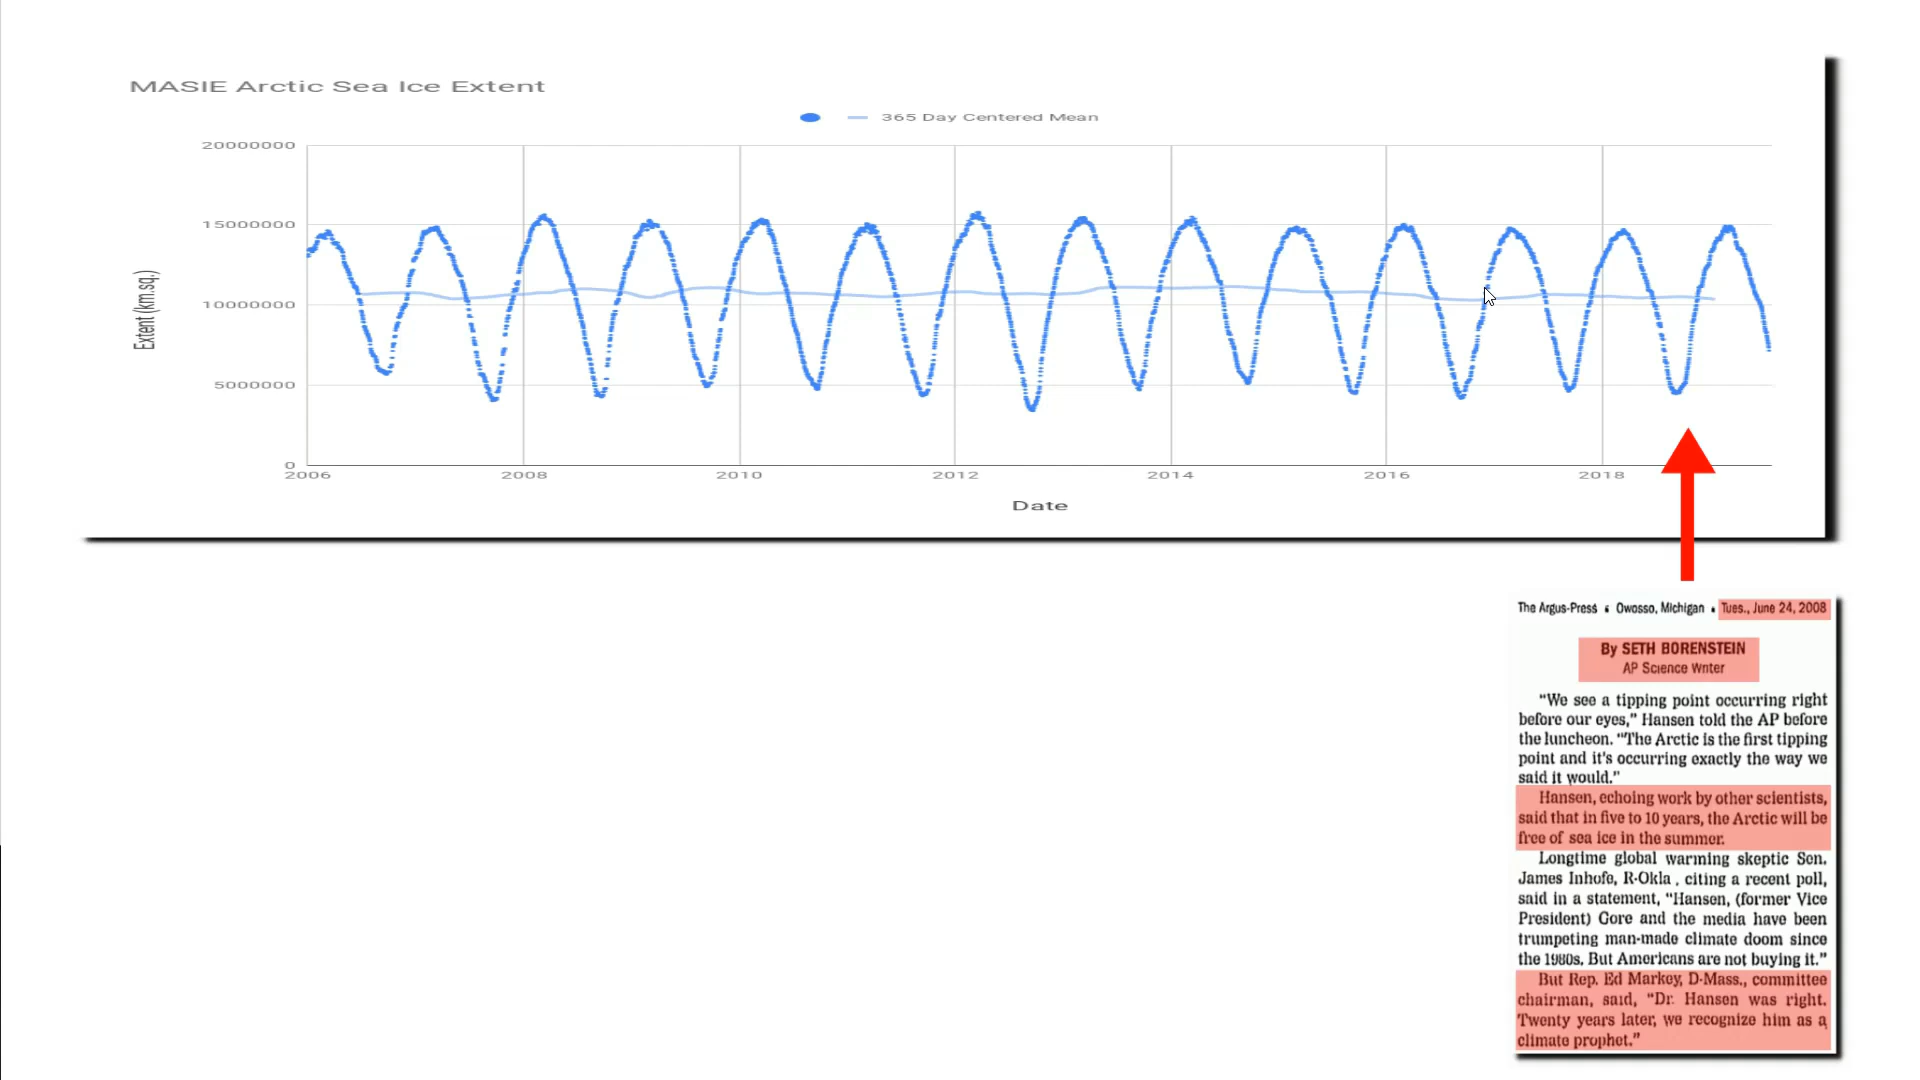 MASIE Arctic Sea Ice Extent
365 Day Centered Mean
20000000
15000000
10000000
5000000
0
Extent (km.sq.)
2006 2008 2010 2012 2014 2016 2018
Date
The Argus-Press • Owosso, Michigan • Tues., June 24, 2008
By SETH BORENSTEIN
AP Science Writer
"We see a tipping point occurring right
before our eyes," Hansen told the AP before
the luncheon. "The Arctic is the first tipping
point and it's occurring exactly the way we
said it would."
Hansen, echoing work by other scientists,
said that in five to 10 years, the Arctic will be
free of sea ice in the summer.
Longtime global warming skeptic Sen.
James Inhofe, R-Okla., citing a recent poll,
said in a statement, "Hansen, (former Vice
President) Gore and the media have been
trumpeting man-made climate doom since
the 1980s. But Americans are not buying it."
But Rep. Ed Markey, D-Mass., committee
chairman, said, "Dr. Hansen was right.
Twenty years later, we recognize him as a
climate prophet."